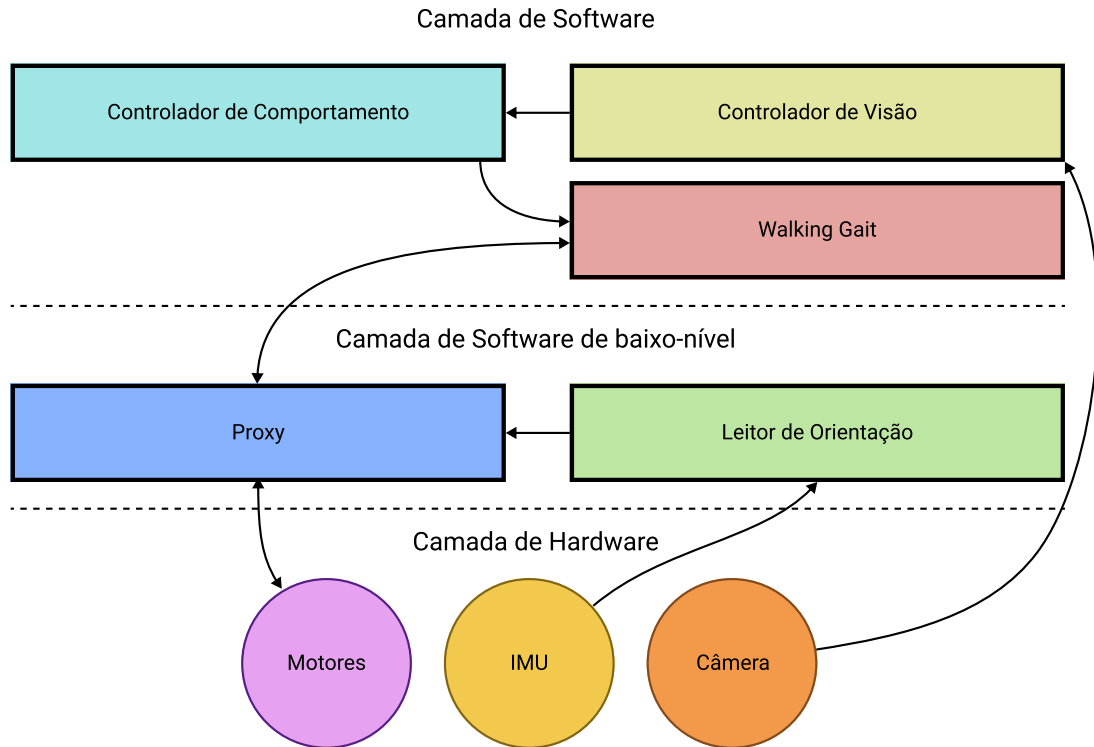 Camada de Software
Controlador de Comportamento
Controlador de Visão
Walking Gait
Camada de Software de baixo-nível
Proxy
Leitor de Orientação
Camada de Hardware
Motores
IMU
Câmera